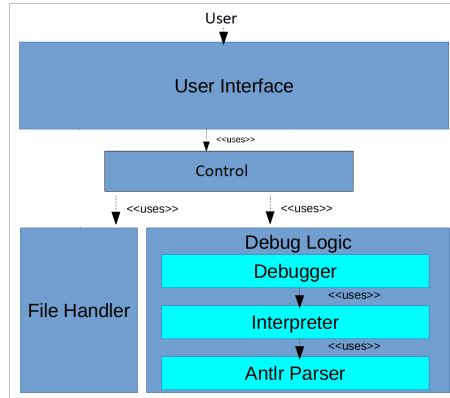 User
User Interface
<<uses>>
Control
<<uses>>
<<uses>>
File Handler
Debug Logic
Debugger
<<uses>>
Interpreter
<<uses>>
Antlr Parser